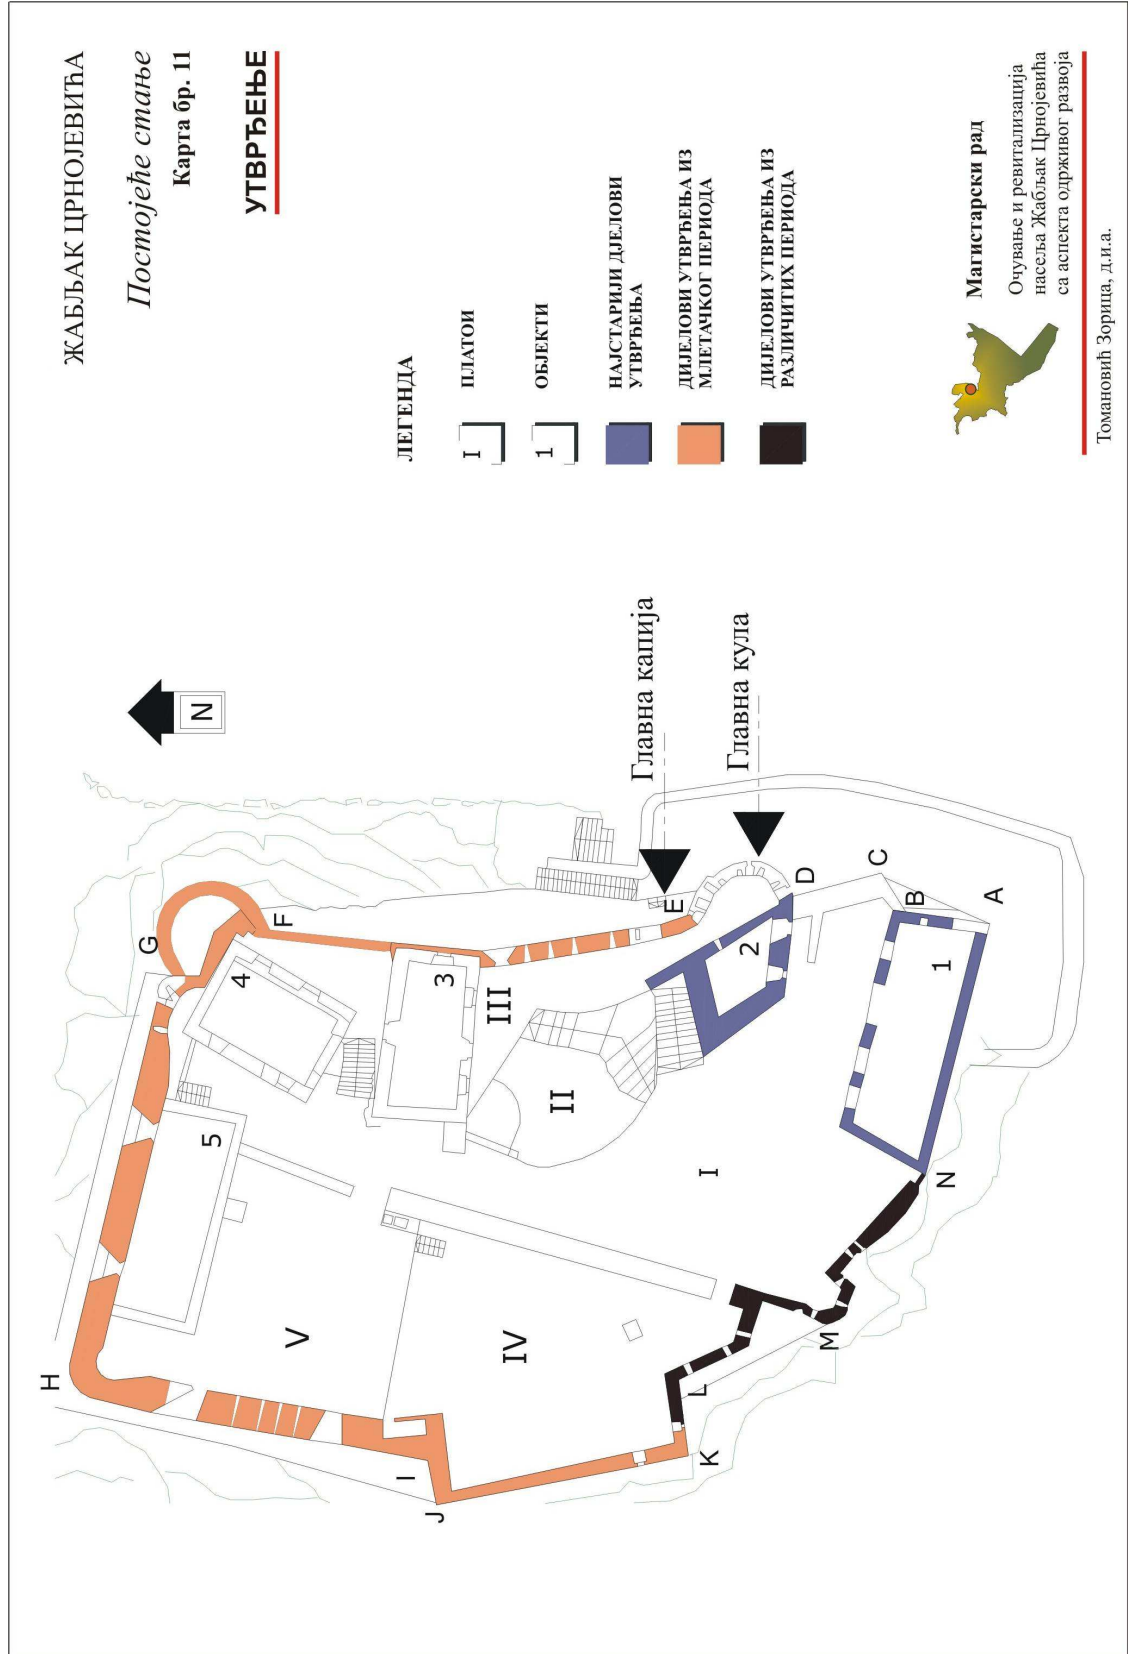 ЖАБЉАК ЦРНОЈЕВИЋА
Постојеће стање
Карта бр. 11
УТВРЂЕЊЕ
ЛЕГЕНДА
I ПЛАТОИ
1 ОБЈЕКТИ
НАЈСТАРИЈИ ДЈЕЛОВИ
УТВРЂЕЊА
ДИЈЕЛОВИ УТВРЂЕЊА ИЗ
МЛЕТАЧКОГ ПЕРИОДА
ДИЈЕЛОВИ УТВРЂЕЊА ИЗ
РАЗЛИЧИТИХ ПЕРИОДА
Магистарски рад
Очување и ревитализација
насеља Жабљак Црнојевића
са аспекта одрживог развоја
Томановић Зорица, д.и.а.
N
Главна капија
Главна кула
H
G
F
4
5
3
III
V
IV
II
I
J
E
2
D
C
B
A
1
I
K
L
M
N